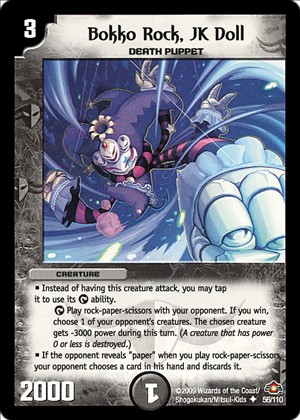 3
Bokko Rock, JK Doll
DEATH PUPPET
CREATURE
■ Instead of having this creature attack, you may tap
it to use its ability.
Play rock-paper-scissors with your opponent. If you win,
choose 1 of your opponent's creatures. The chosen creature
gets -3000 power during this turn. (A creature that has power
0 or less is destroyed.)
■ If the opponent reveals "paper" when you play rock-paper-scissors
your opponent chooses a card in his hand and discards it.
2000
1
©2009 Wizards of the Coast/
Shogakukan/Mitsui-Kids ♦ 55/110